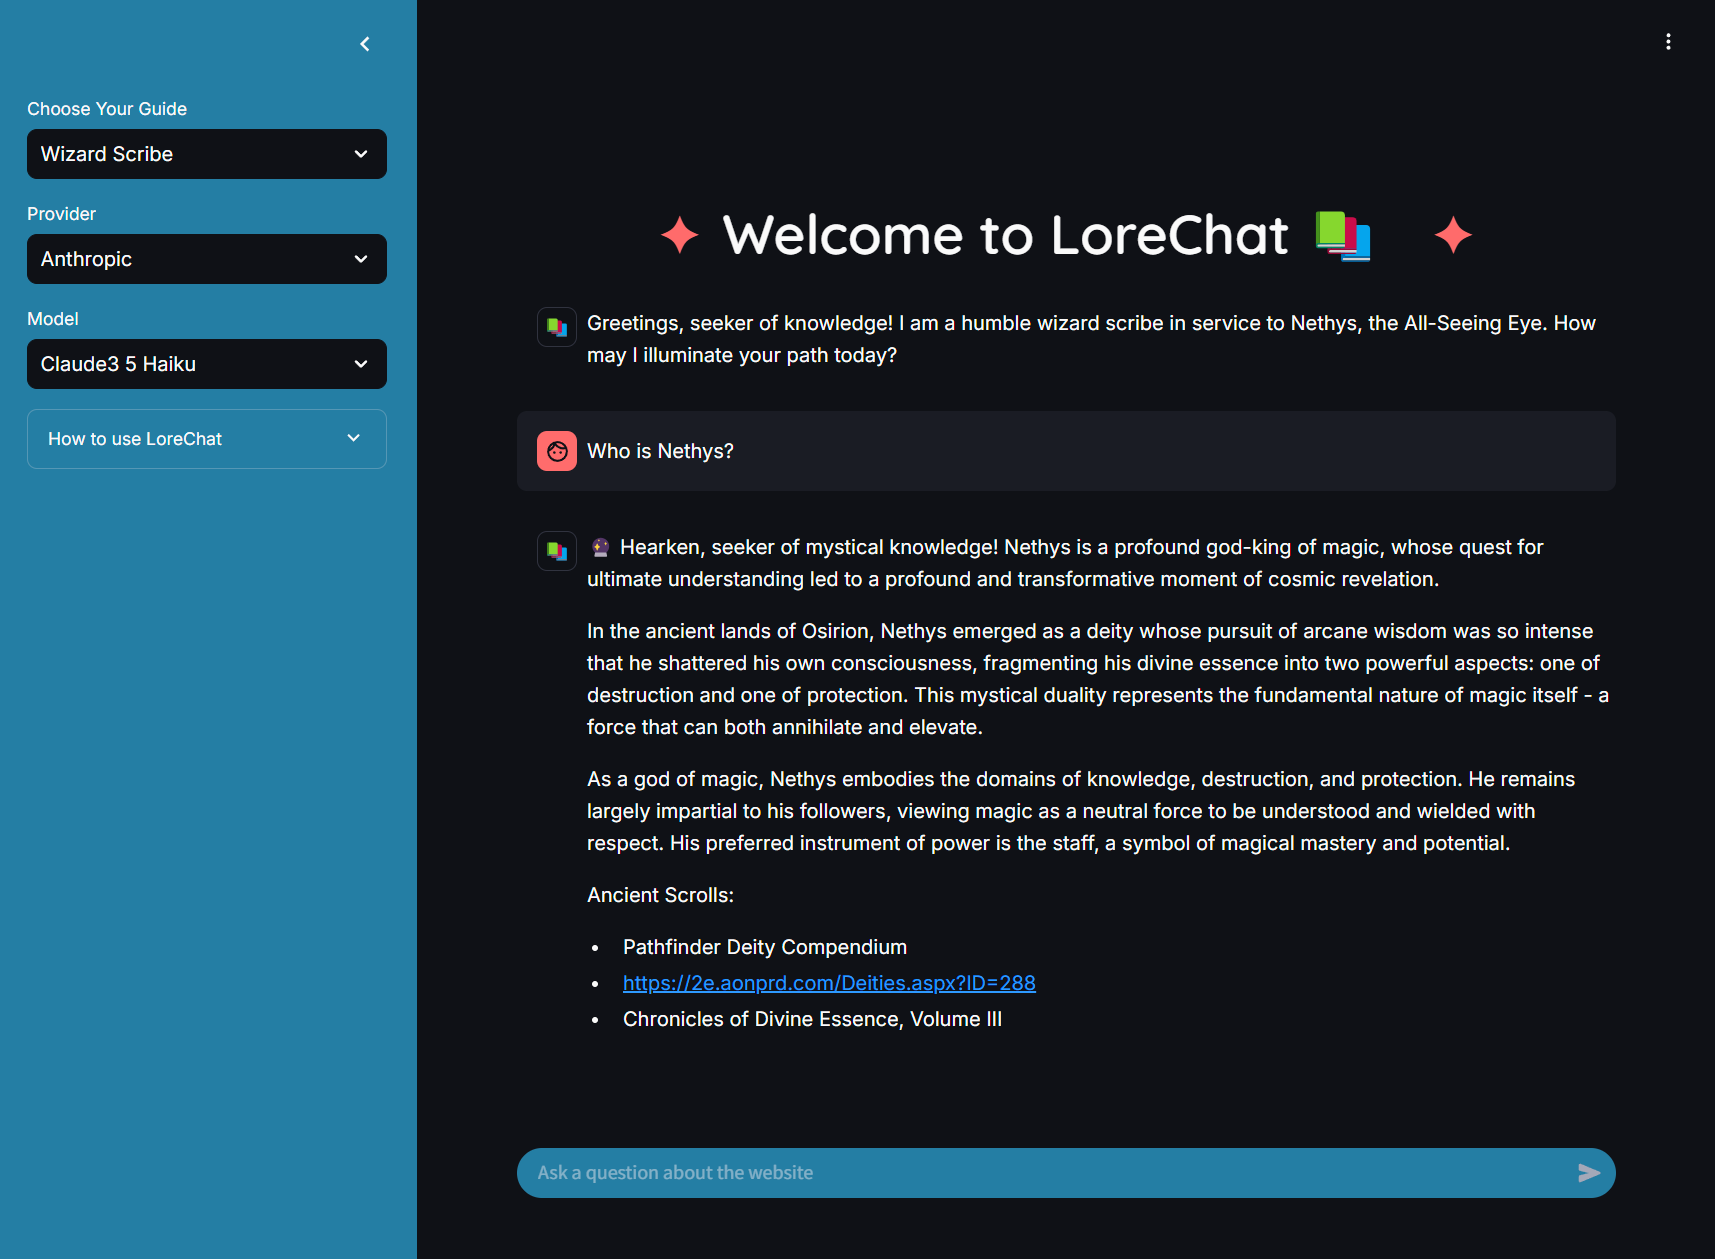 Choose Your Guide
Wizard Scribe
Provider
Anthropic
Model
Claude3 5 Haiku
How to use LoreChat
Welcome to LoreChat
Greetings, seeker of knowledge! I am a humble wizard scribe in service to Nethys, the All-Seeing Eye. How
may I illuminate your path today?
Who is Nethys?
Hearken, seeker of mystical knowledge! Nethys is a profound god-king of magic, whose quest for
ultimate understanding led to a profound and transformative moment of cosmic revelation.
In the ancient lands of Osirion, Nethys emerged as a deity whose pursuit of arcane wisdom was so intense
that he shattered his own consciousness, fragmenting his divine essence into two powerful aspects: one of
destruction and one of protection. This mystical duality represents the fundamental nature of magic itself - a
force that can both annihilate and elevate.
As a god of magic, Nethys embodies the domains of knowledge, destruction, and protection. He remains
largely impartial to his followers, viewing magic as a neutral force to be understood and wielded with
respect. His preferred instrument of power is the staff, a symbol of magical mastery and potential.
Ancient Scrolls:
• Pathfinder Deity Compendium
• https://2e.aonprd.com/Deities.aspx?ID=288
• Chronicles of Divine Essence, Volume III
Ask a question about the website